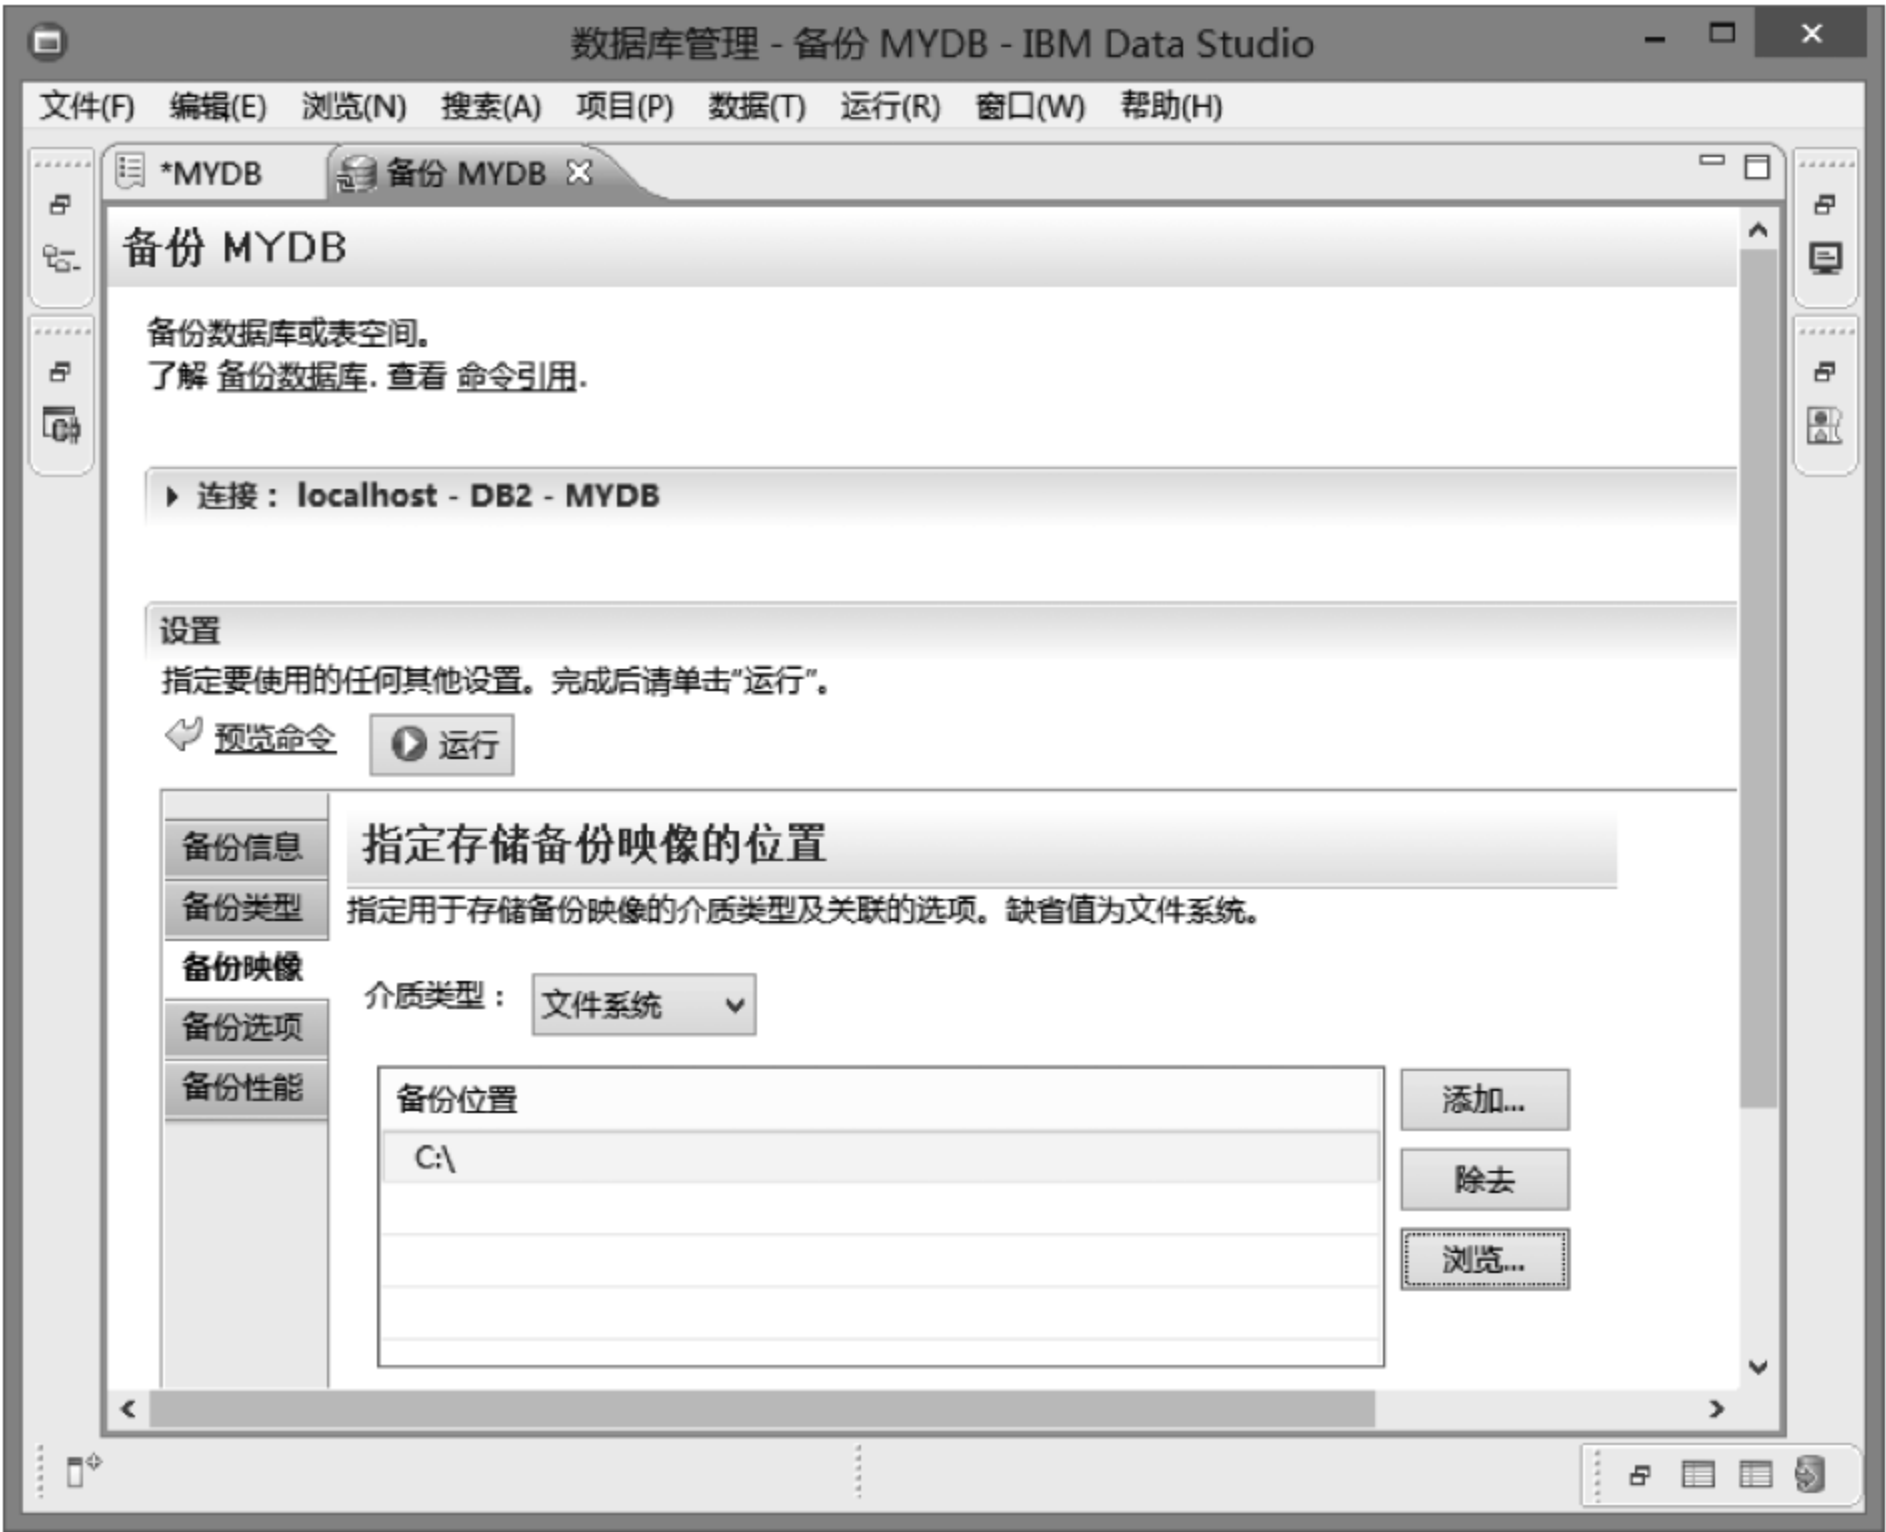 数据库管理 - 备份 MYDB - IBM Data Studio
文件(F) 编辑(E) 浏览(N) 搜索(A) 项目(P) 数据(T) 运行(R) 窗口(W) 帮助(H)
*MYDB 备份 MYDB
备份 MYDB
备份数据库或表空间。
了解 备份数据库. 查看 命令引用.
连接： localhost - DB2 - MYDB
设置
指定要使用的任何其他设置。完成后请单击"运行"。
预览命令 运行
备份信息
备份类型
备份映像
备份选项
备份性能
指定存储备份映像的位置
指定用于存储备份映像的介质类型及关联的选项。缺省值为文件系统。
介质类型： 文件系统
备份位置
C:\
添加...
除去
浏览...